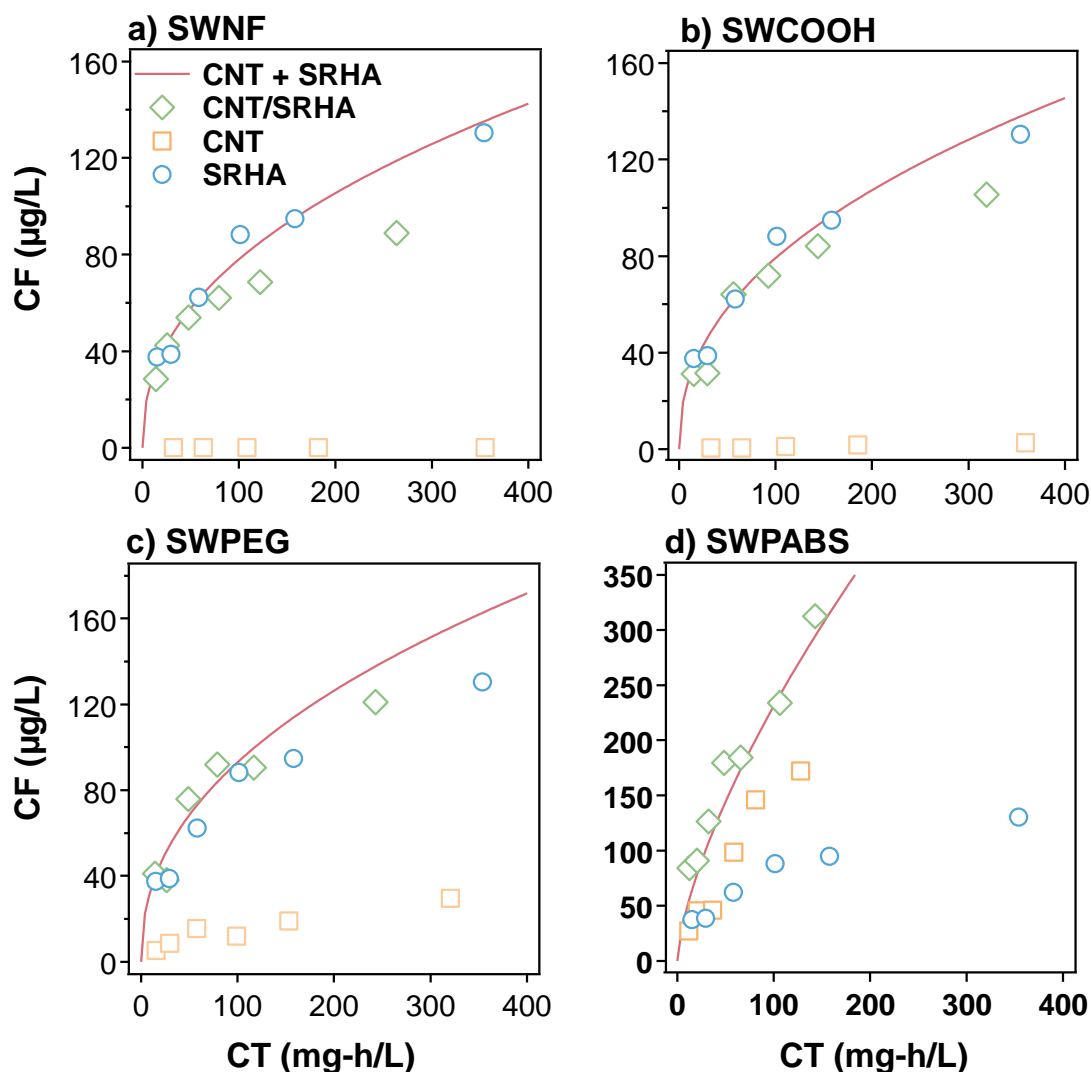 a) SWNF
160
120
80
40
0
CF (µg/L)
CNT + SRHA
CNT/SRHA
CNT
SRHA
0 100 200 300 400
b) SWCOOH
160
120
80
40
0
0 100 200 300 400
c) SWPEG
160
120
80
40
0
CF (µg/L)
0 100 200 300 400
CT (mg-h/L)
d) SWPABS
350
300
250
200
150
100
50
0
0 100 200 300 400
CT (mg-h/L)